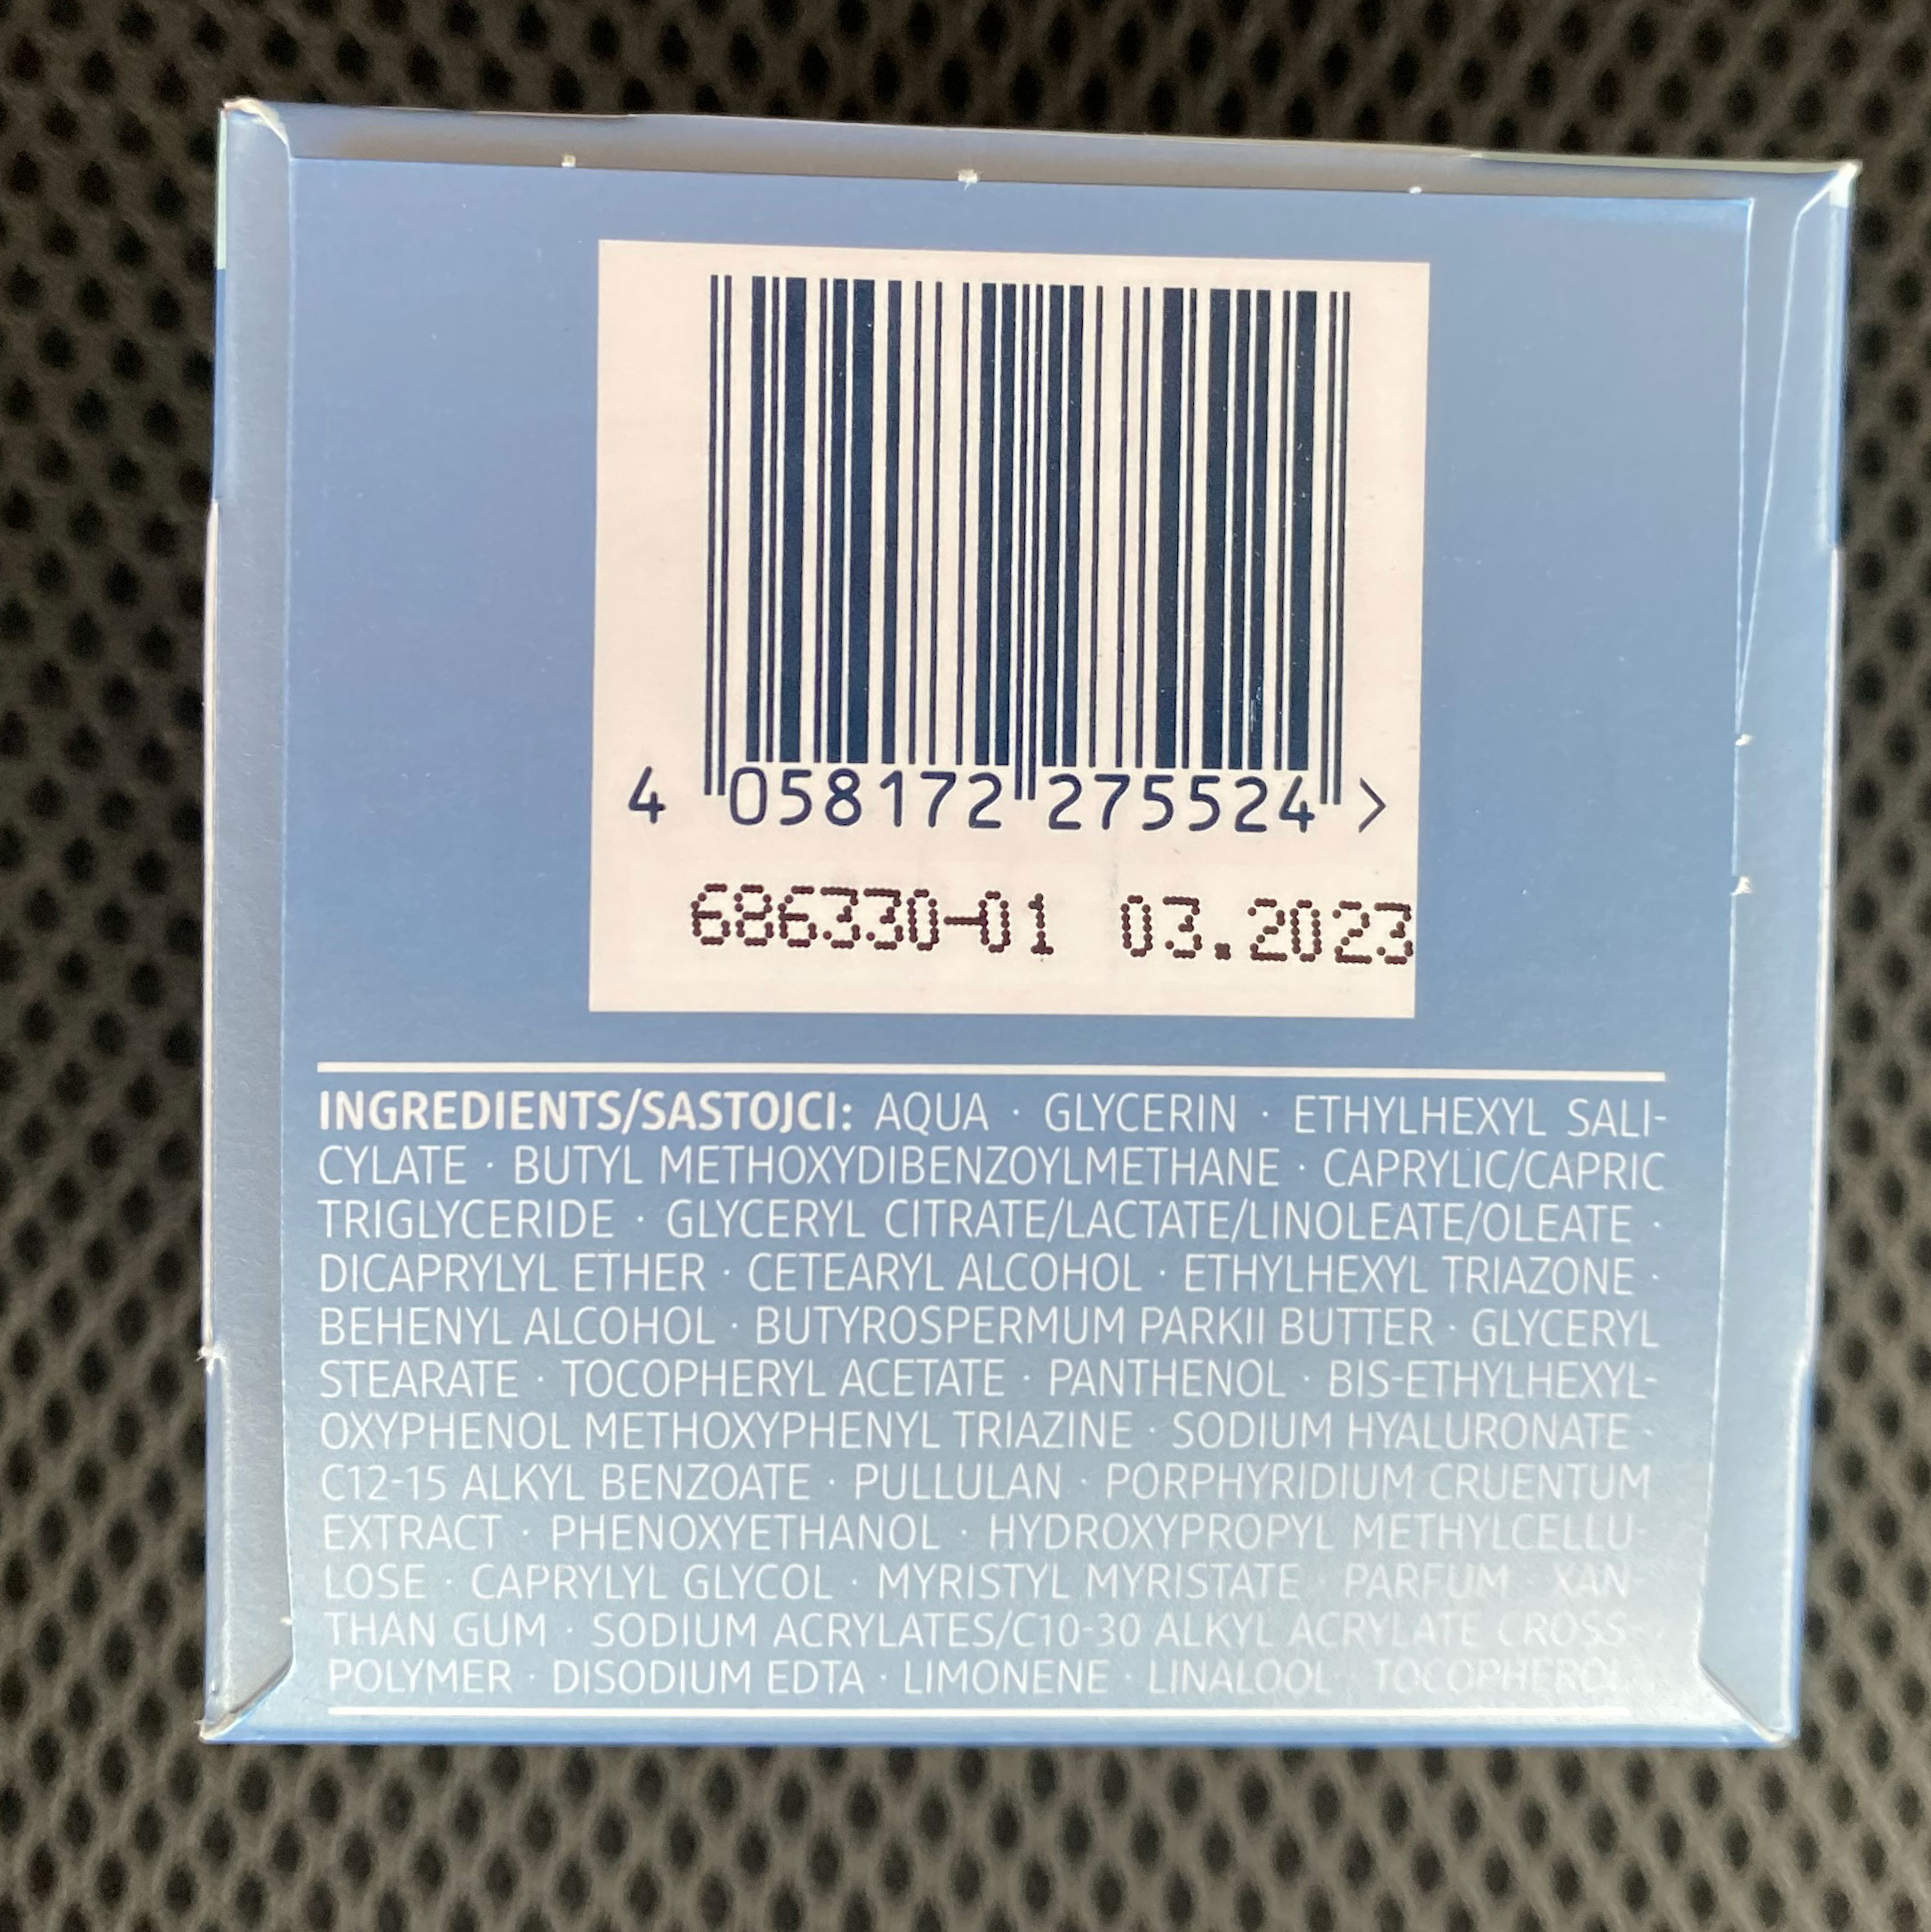 4 058172 275524 >
686330-01 03.2023
INGREDIENTS/SASTOJCI: AQUA · GLYCERIN · ETHYLHEXYL SALI-
CYLATE · BUTYL METHOXYDIBENZOYLMETHANE · CAPRYLIC/CAPRIC
TRIGLYCERIDE · GLYCERYL CITRATE/LACTATE/LINOLEATE/OLEATE ·
DICAPRYLYL ETHER · CETEARYL ALCOHOL · ETHYLHEXYL TRIAZONE ·
BEHENYL ALCOHOL · BUTYROSPERMUM PARKII BUTTER · GLYCERYL
STEARATE · TOCOPHERYL ACETATE · PANTHENOL · BIS-ETHYLHEXYL-
OXYPHENOL METHOXYPHENYL TRIAZINE · SODIUM HYALURONATE ·
C12-15 ALKYL BENZOATE · PULLULAN · PORPHYRIDIUM CRUENTUM
EXTRACT · PHENOXYETHANOL · HYDROXYPROPYL METHYLCELLU-
LOSE · CAPRYLYL GLYCOL · MYRISTYL MYRISTATE · PARFUM · XAN-
THAN GUM · SODIUM ACRYLATES/C10-30 ALKYL ACRYLATE CROSS-
POLYMER · DISODIUM EDTA · LIMONENE · LINALOOL · TOCOPHEROL